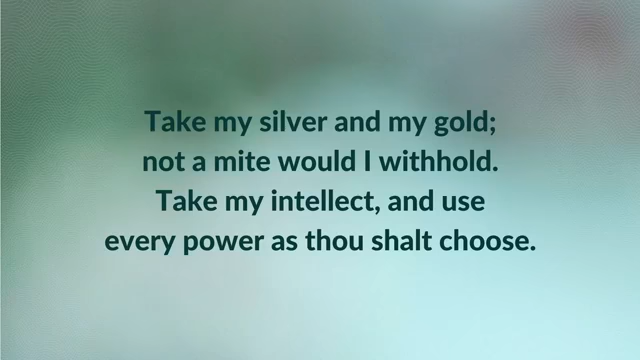 Take my silver and my gold;
not a mite would I withhold.
Take my intellect, and use
every power as thou shalt choose.